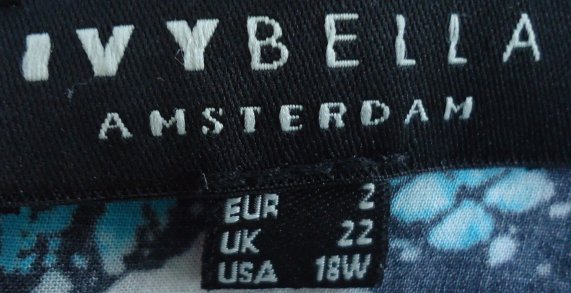 IVYBELLA
AMSTERDAM
EUR 2
UK 22
USA 18W